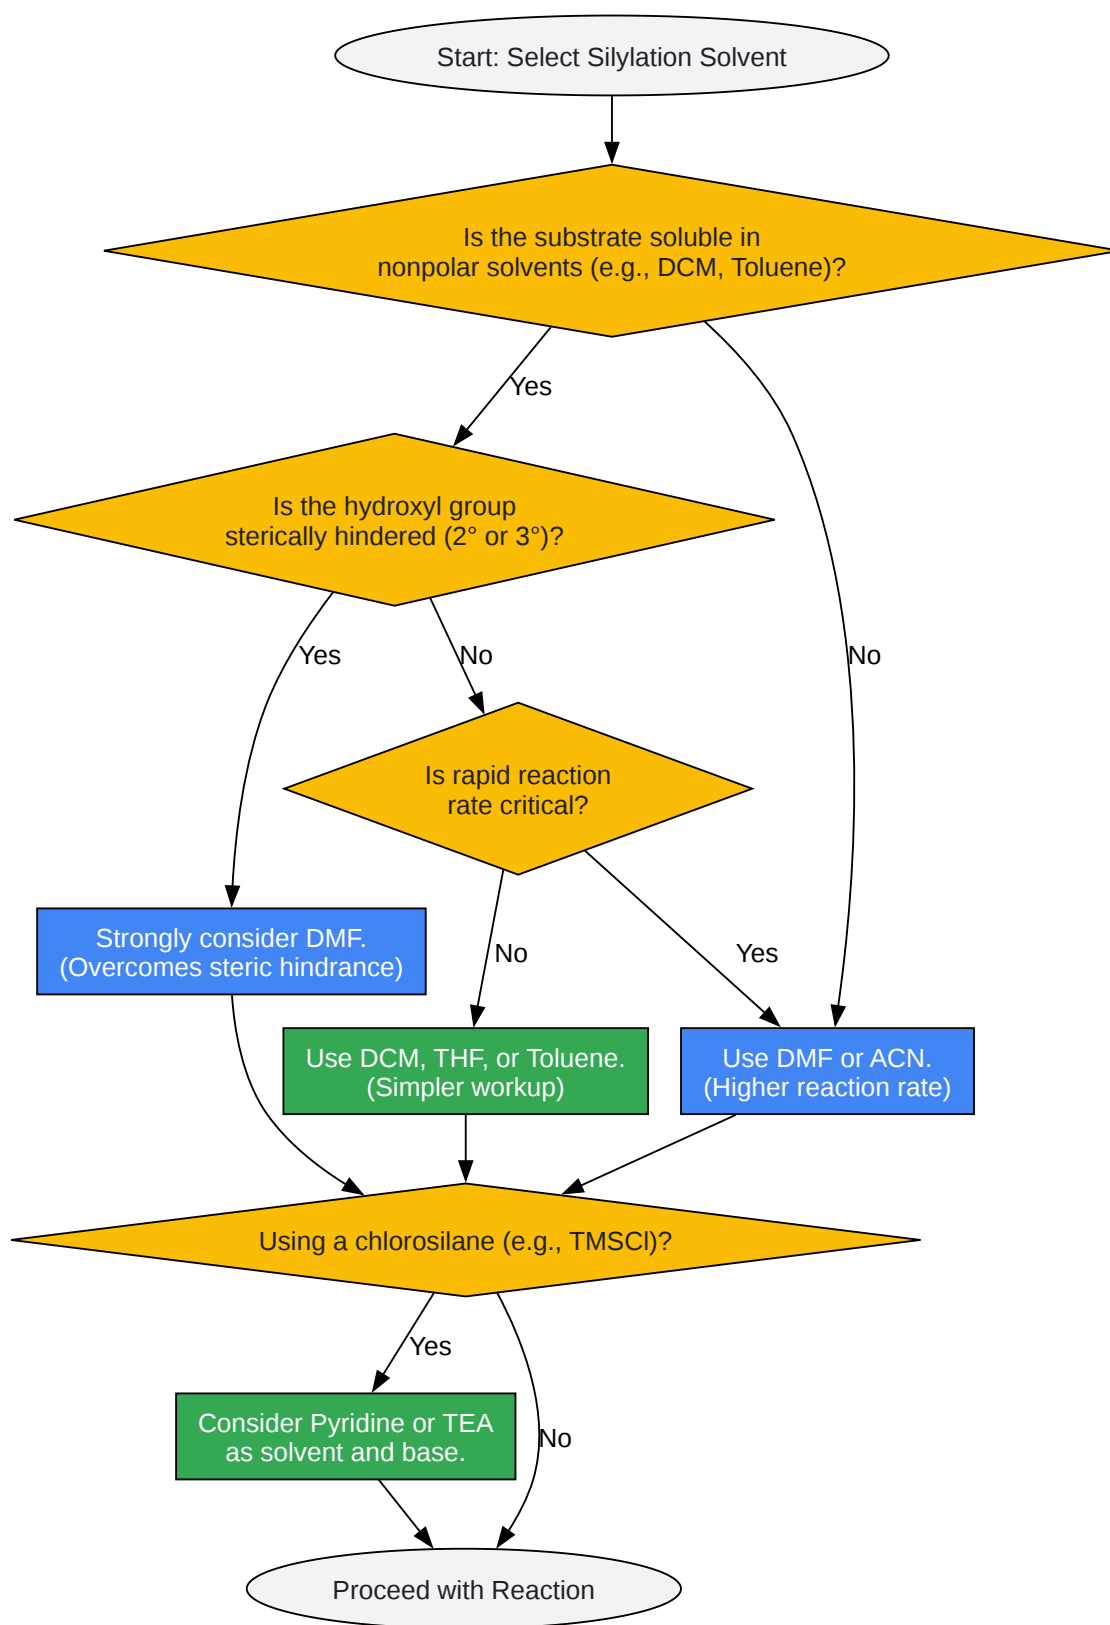 Start: Select Silylation Solvent
Is the substrate soluble in
nonpolar solvents (e.g., DCM, Toluene)?
Yes
Is the hydroxyl group
sterically hindered (2° or 3°)?
Yes
No
No
Is rapid reaction
rate critical?
Strongly consider DMF.
(Overcomes steric hindrance)
No
Yes
Use DCM, THF, or Toluene.
(Simpler workup)
Use DMF or ACN.
(Higher reaction rate)
Using a chlorosilane (e.g., TMSCl)?
Yes
Consider Pyridine or TEA
as solvent and base.
No
Proceed with Reaction